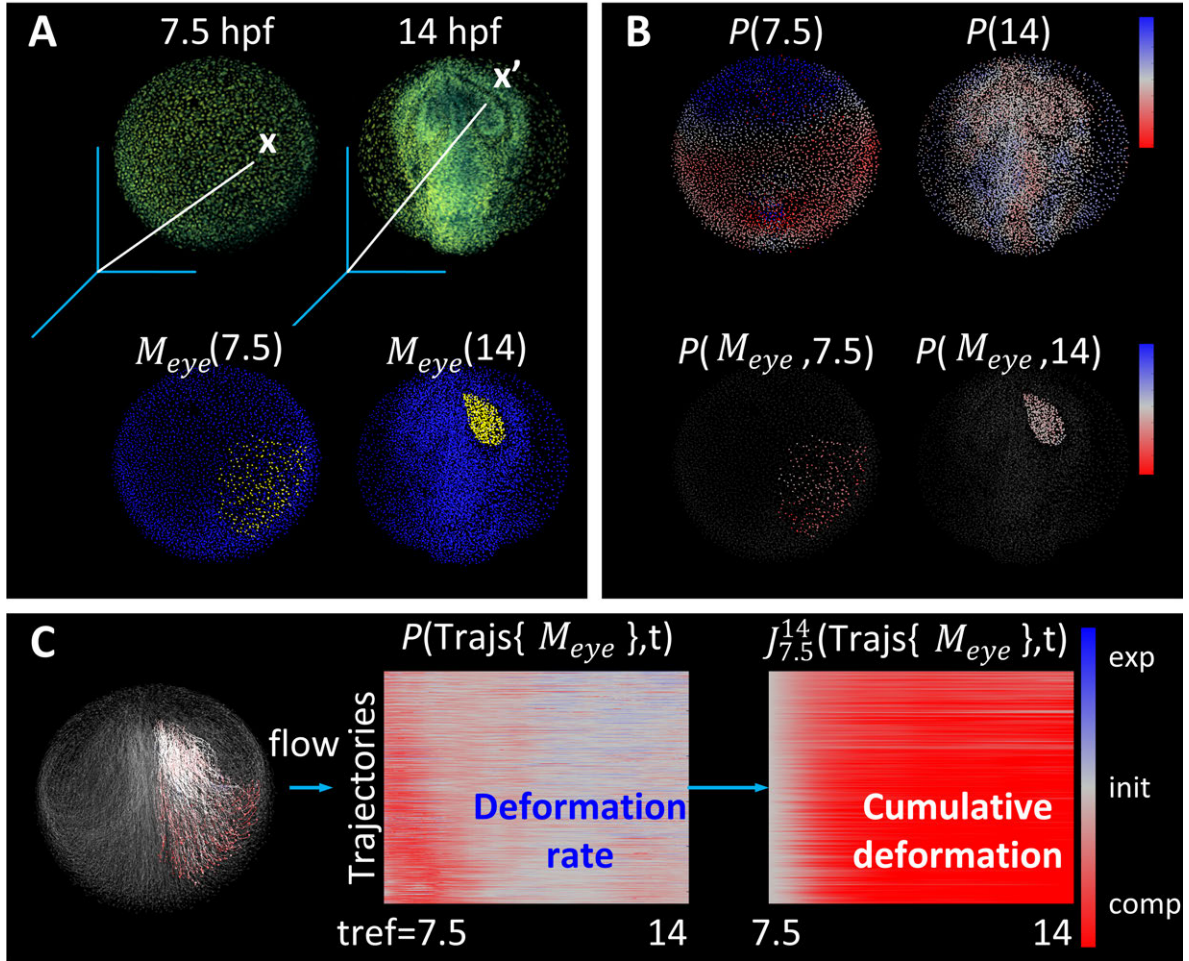 A
7.5 hpf
14 hpf
x
x’
M_eye(7.5)
M_eye(14)
B
P(7.5)
P(14)
P( M_eye ,7.5)
P( M_eye ,14)
C
P(Trajs{ M_eye },t)
J_{7.5}^{14}(Trajs{ M_eye },t)
flow
Trajectories
Deformation
rate
Cumulative
deformation
exp
init
comp
tref=7.5
14
7.5
14